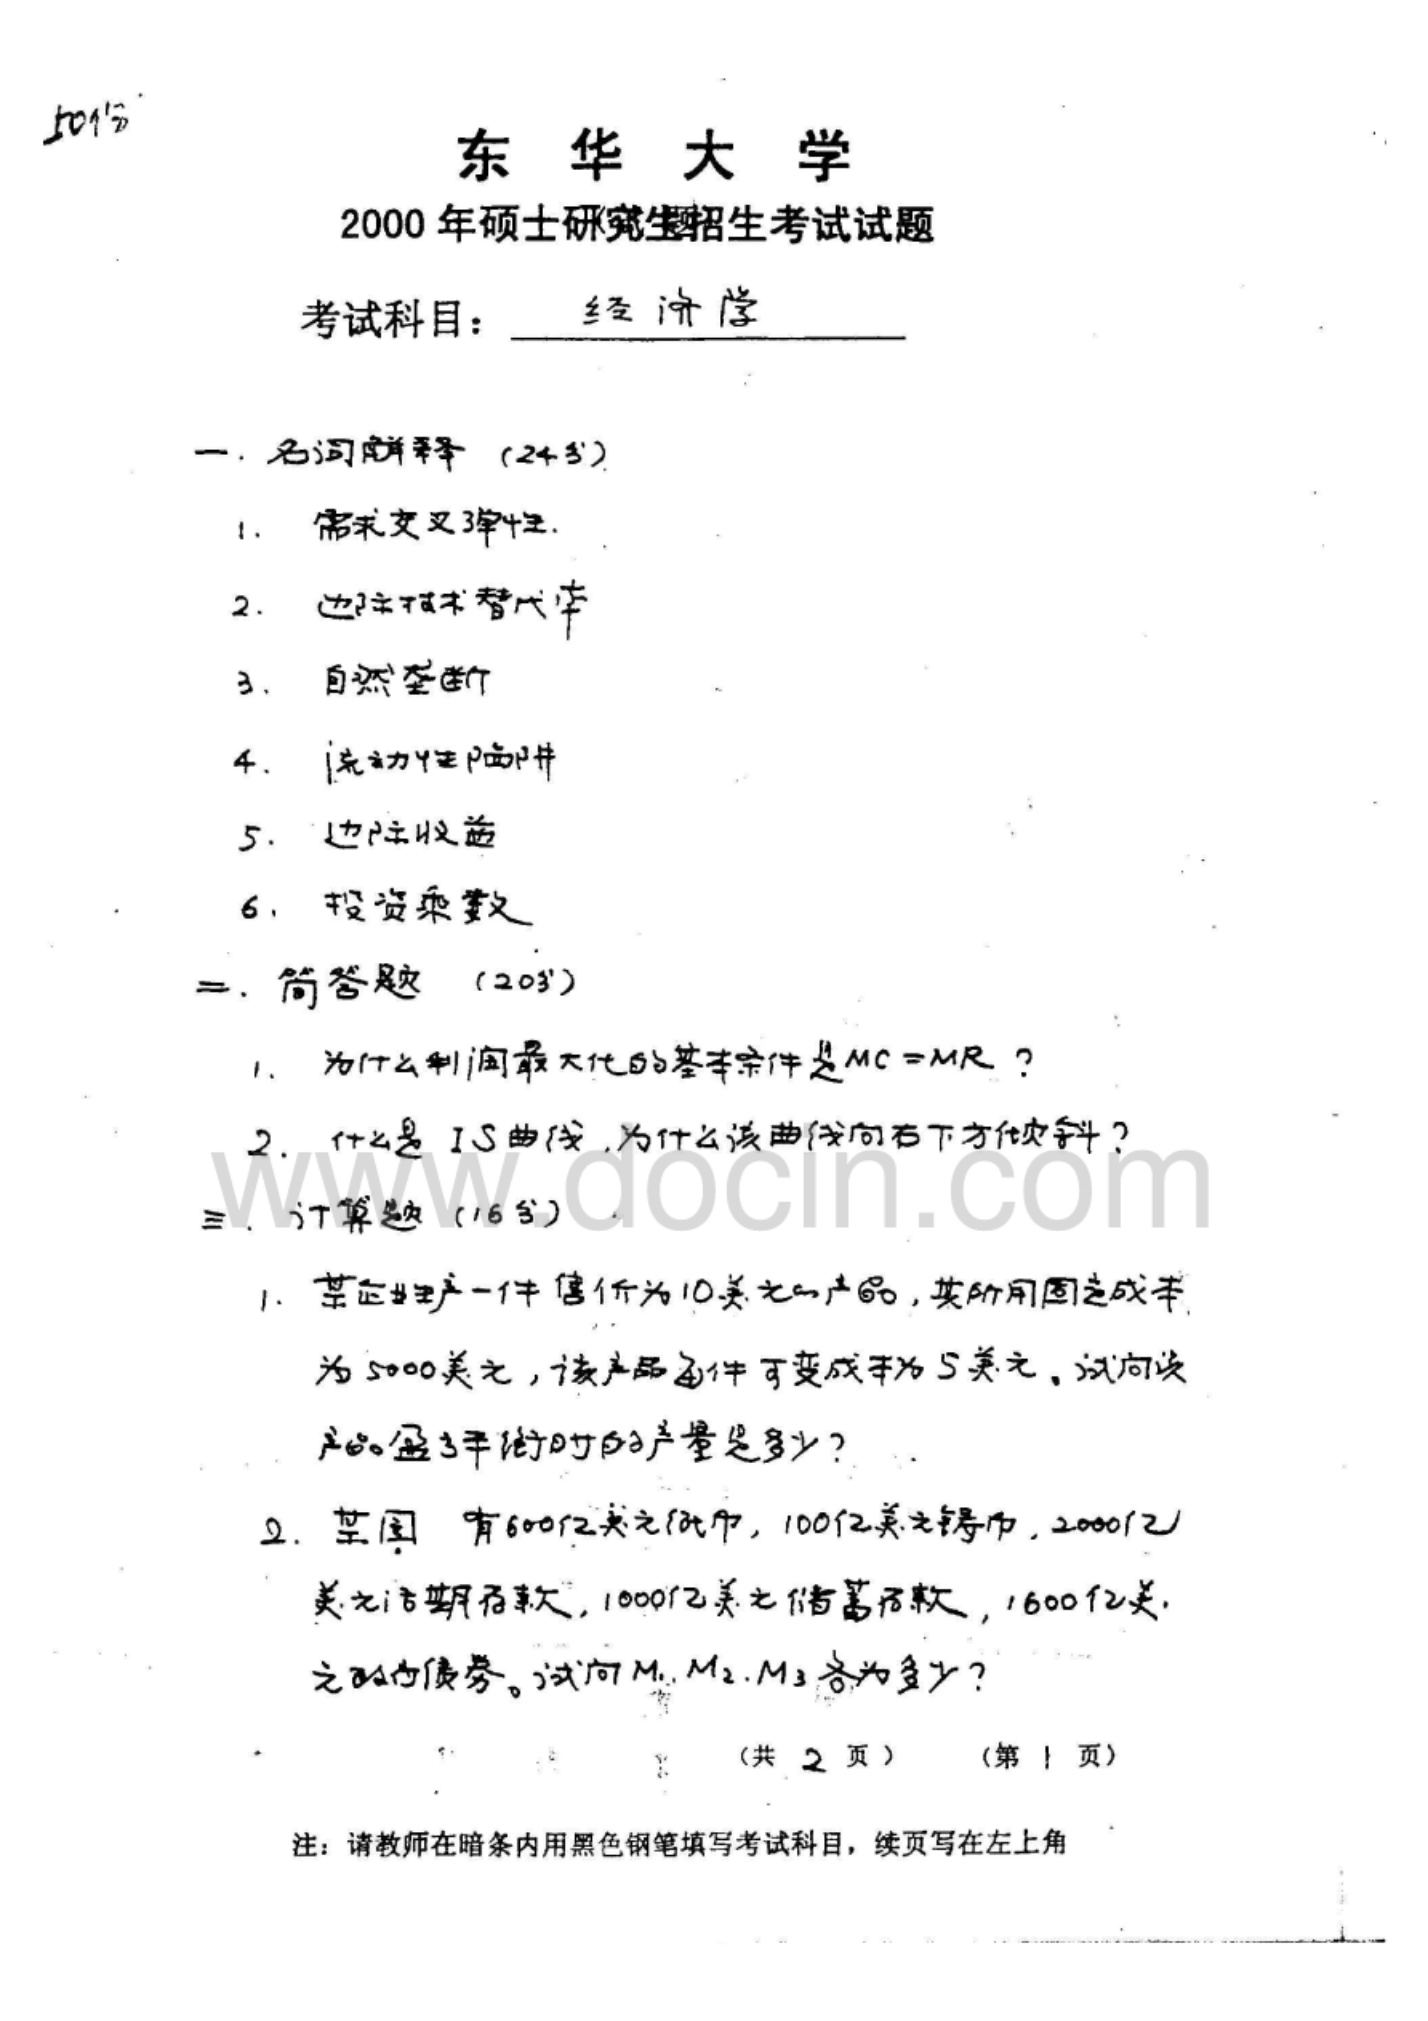 50份
东 华 大 学
2000年硕士研究生招生考试试题
考试科目： 经济学
一. 名词解释 (24分)
1. 需求交叉弹性.
2. 边际技术替代率
3. 自然垄断
4. 流动性陷阱
5. 边际收益
6. 投资乘数
二. 简答题 (20分)
1. 为什么利润最大化的基本条件是MC=MR？
2. 什么是IS曲线,为什么该曲线向右下方倾斜？
www.docin.com
三. 计算题 (16分)
1. 某企业生产一件售价为10美元的产品,其所用固定成本
为5000美元,该产品每件可变成本为5美元。试问该
产品盈亏平衡时的产量是多少？
2. 某国 有600亿美元纸币,100亿美元铸币,2000亿
美元活期存款,1000亿美元储蓄存款,1600亿美
元政府债券。试问M1.M2.M3各为多少？
（共 2 页） （第 1 页）
注：请教师在暗条内用黑色钢笔填写考试科目，续页写在左上角